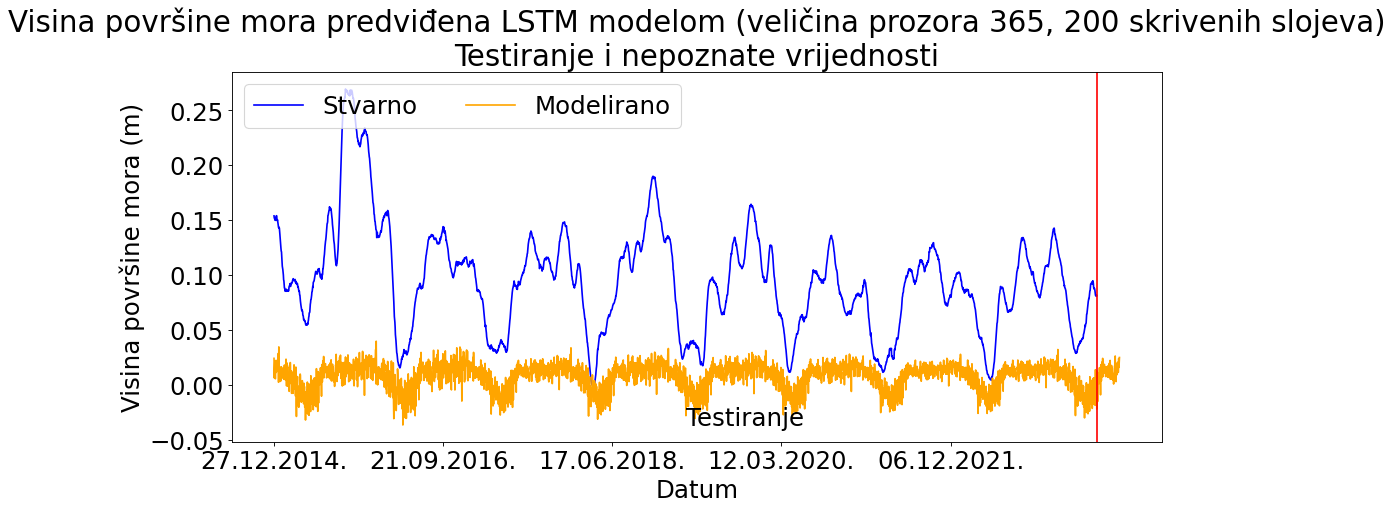 Visina površine mora predviđena LSTM modelom (veličina prozora 365, 200 skrivenih slojeva)
Testiranje i nepoznate vrijednosti
Stvarno Modelirano
Visina površine mora (m)
0.25
0.20
0.15
0.10
0.05
0.00
−0.05
Testiranje
27.12.2014. 21.09.2016. 17.06.2018. 12.03.2020. 06.12.2021.
Datum